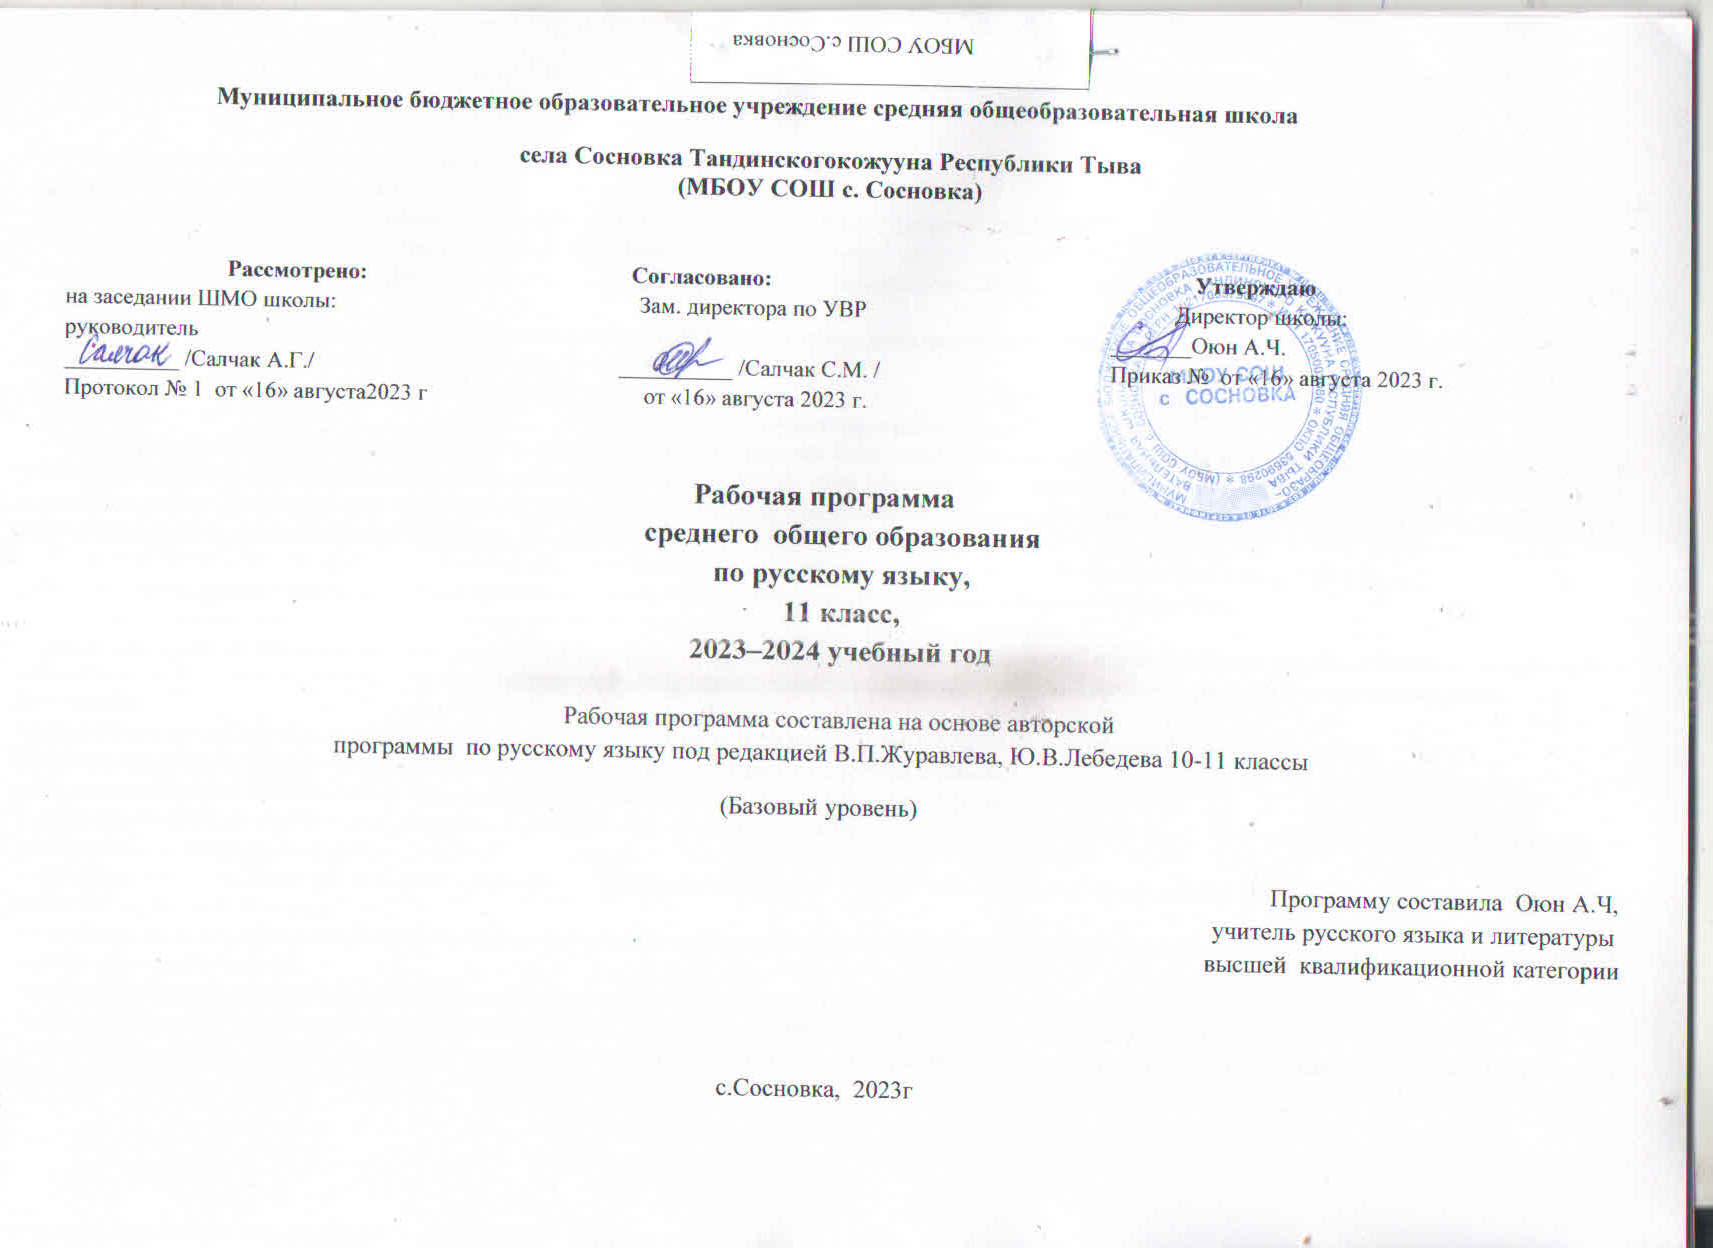 МБОУ СОШ с.Сосновка
Муниципальное бюджетное образовательное учреждение средняя общеобразовательная школа
села Сосновка Тандинскогокожууна Республики Тыва
(МБОУ СОШ с. Сосновка)
Рассмотрено:
на заседании ШМО школы:
руководитель
Салчак /Салчак А.Г./
Протокол № 1 от «16» августа2023 г
Согласовано:
Зам. директора по УВР
/Салчак С.М. /
от «16» августа 2023 г.
Утверждаю
Директор школы:
Оюн А.Ч.
Приказ № от «16» августа 2023 г.
МБОУ СОШ
с СОСНОВКА
Рабочая программа
среднего общего образования
по русскому языку,
11 класс,
2023–2024 учебный год
Рабочая программа составлена на основе авторской
программы по русскому языку под редакцией В.П.Журавлева, Ю.В.Лебедева 10-11 классы
(Базовый уровень)
Программу составила Оюн А.Ч,
учитель русского языка и литературы
высшей квалификационной категории
с.Сосновка, 2023г